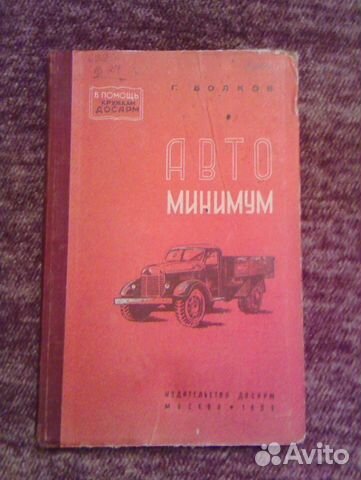 В ПОМОЩЬ
КРУЖКАМ
ДОСАРМ
Г. ВОЛКОВ
АВТО
МИНИМУМ
ИЗДАТЕЛЬСТВО ДОСАРМ
МОСКВА •
Avito